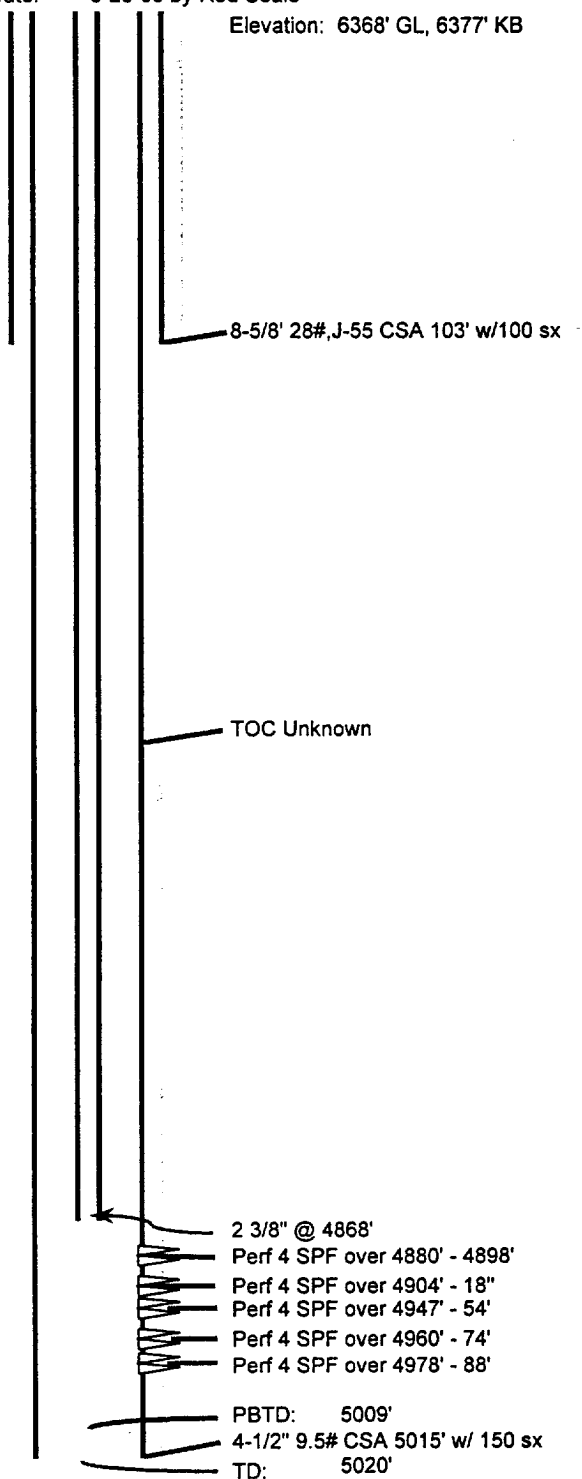 Elevation: 6368' GL, 6377' KB
8-5/8' 28#,J-55 CSA 103' w/100 sx
TOC Unknown
2 3/8" @ 4868'
Perf 4 SPF over 4880' - 4898'
Perf 4 SPF over 4904' - 18"
Perf 4 SPF over 4947' - 54'
Perf 4 SPF over 4960' - 74'
Perf 4 SPF over 4978' - 88'
PBTD: 5009'
4-1/2" 9.5# CSA 5015' w/ 150 sx
TD: 5020'